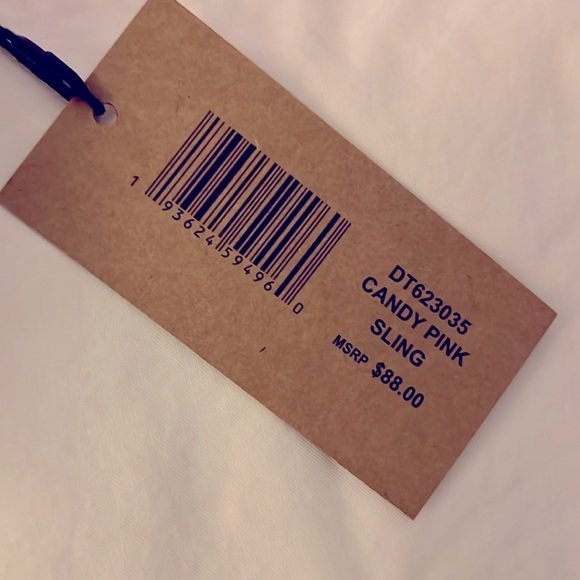 1 93624 59496 0
DT623035
CANDY PINK
SLING
MSRP $88.00